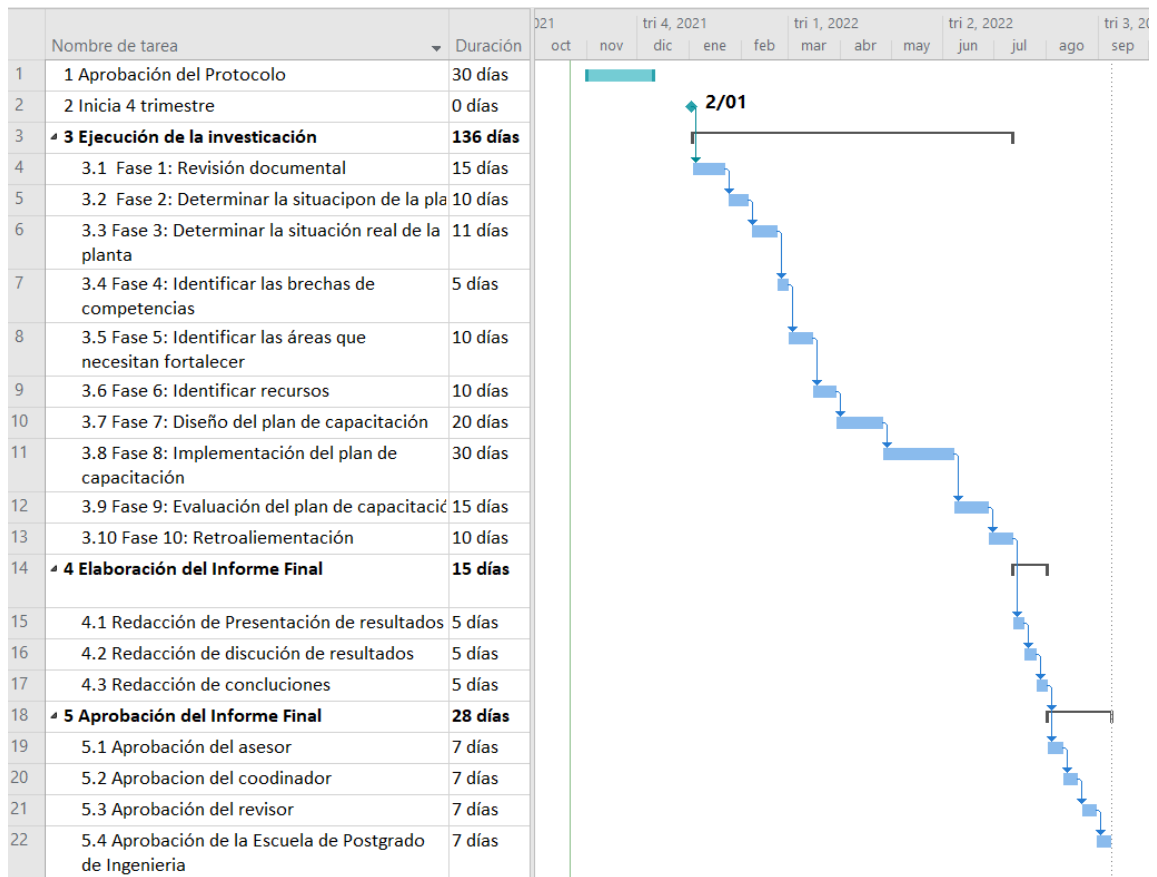 021 tri 4, 2021 tri 1, 2022 tri 2, 2022 tri 3, 20
Nombre de tarea Duración oct nov dic ene feb mar abr may jun jul ago sep
1 1 Aprobación del Protocolo 30 días
2 2 Inicia 4 trimestre 0 días 2/01
3 3 Ejecución de la investicación 136 días
4 3.1 Fase 1: Revisión documental 15 días
5 3.2 Fase 2: Determinar la situacipon de la pla 10 días
6 3.3 Fase 3: Determinar la situación real de la 11 días
planta
7 3.4 Fase 4: Identificar las brechas de 5 días
competencias
8 3.5 Fase 5: Identificar las áreas que 10 días
necesitan fortalecer
9 3.6 Fase 6: Identificar recursos 10 días
10 3.7 Fase 7: Diseño del plan de capacitación 20 días
11 3.8 Fase 8: Implementación del plan de 30 días
capacitación
12 3.9 Fase 9: Evaluación del plan de capacitació 15 días
13 3.10 Fase 10: Retroaliementación 10 días
14 4 Elaboración del Informe Final 15 días
15 4.1 Redacción de Presentación de resultados 5 días
16 4.2 Redacción de discución de resultados 5 días
17 4.3 Redacción de concluciones 5 días
18 5 Aprobación del Informe Final 28 días
19 5.1 Aprobación del asesor 7 días
20 5.2 Aprobacion del coodinador 7 días
21 5.3 Aprobación del revisor 7 días
22 5.4 Aprobación de la Escuela de Postgrado 7 días
de Ingenieria